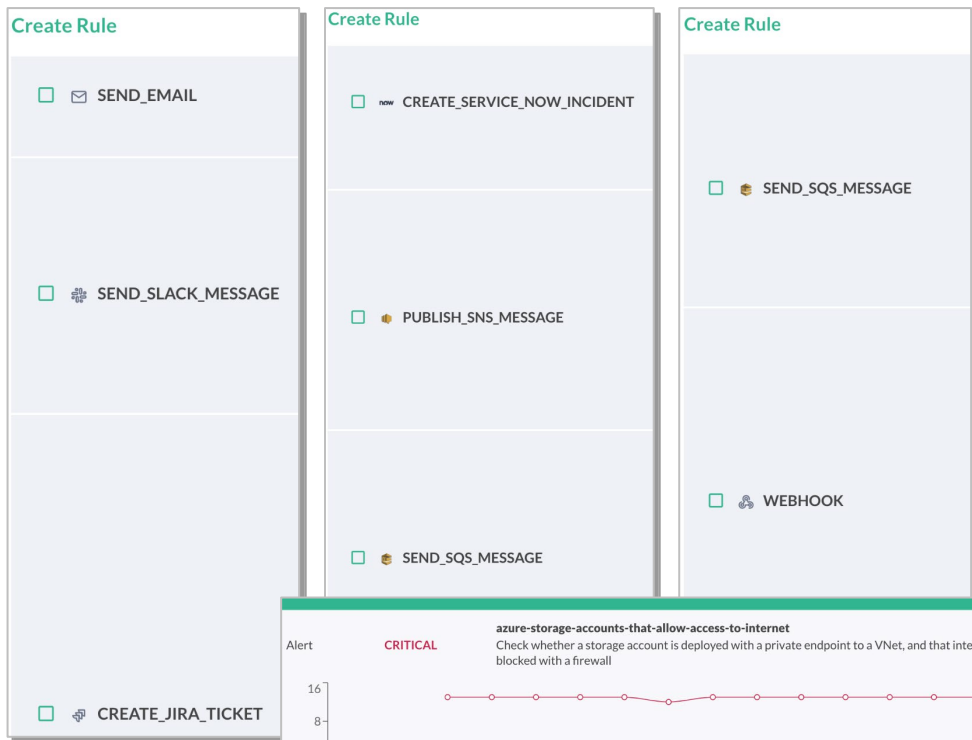 Create Rule
SEND_EMAIL
SEND_SLACK_MESSAGE
CREATE_JIRA_TICKET
Create Rule
now CREATE_SERVICE_NOW_INCIDENT
PUBLISH_SNS_MESSAGE
SEND_SQS_MESSAGE
Create Rule
SEND_SQS_MESSAGE
WEBHOOK
azure-storage-accounts-that-allow-access-to-internet
Alert CRITICAL Check whether a storage account is deployed with a private endpoint to a VNet, and that inte
blocked with a firewall
16
8